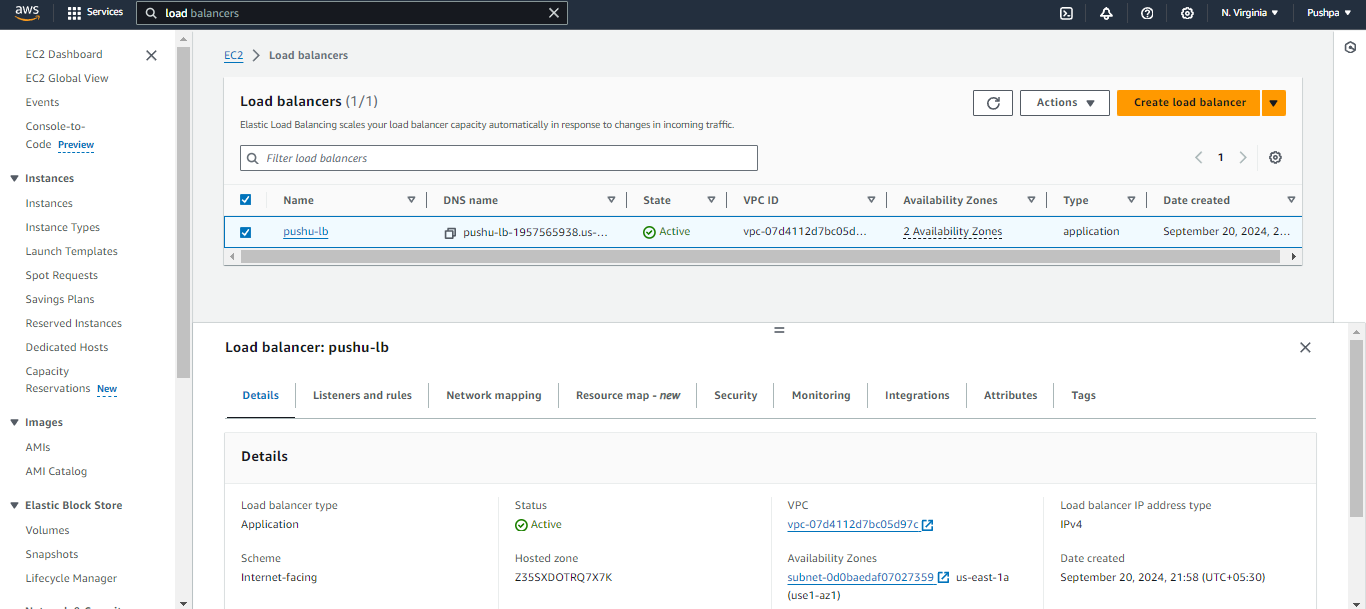 aws Services load balancers N. Virginia Pushpa
EC2 Dashboard
EC2 Global View
Events
Console-to-
Code Preview
Instances
Instances
Instance Types
Launch Templates
Spot Requests
Savings Plans
Reserved Instances
Dedicated Hosts
Capacity
Reservations New
Images
AMIs
AMI Catalog
Elastic Block Store
Volumes
Snapshots
Lifecycle Manager
EC2 Load balancers
Load balancers (1/1)
Actions
Create load balancer
Elastic Load Balancing scales your load balancer capacity automatically in response to changes in incoming traffic.
Filter load balancers
1
Name DNS name State VPC ID Availability Zones Type Date created
pushu-lb pushu-lb-1957565938.us-... Active vpc-07d4112d7bc05d... 2 Availability Zones application September 20, 2024, 2...
Load balancer: pushu-lb
Details Listeners and rules Network mapping Resource map - new Security Monitoring Integrations Attributes Tags
Details
Load balancer type
Application
Status
Active
VPC
vpc-07d4112d7bc05d97c
Load balancer IP address type
IPv4
Scheme
Internet-facing
Hosted zone
Z35SXDOTRQ7X7K
Availability Zones
subnet-0d0baedaf07027359 us-east-1a
(use1-az1)
Date created
September 20, 2024, 21:58 (UTC+05:30)